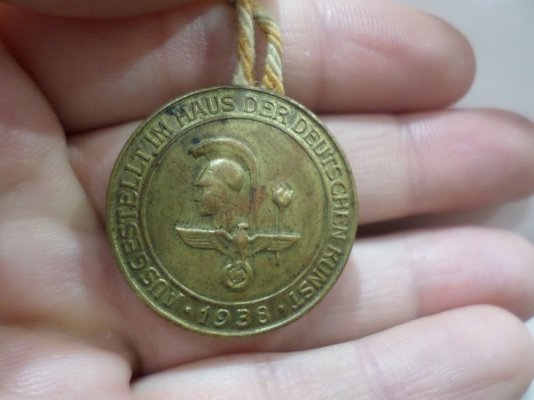 AUSGESTELLT IM HAUS DER DEUTSCHEN KUNST
· 1938 ·